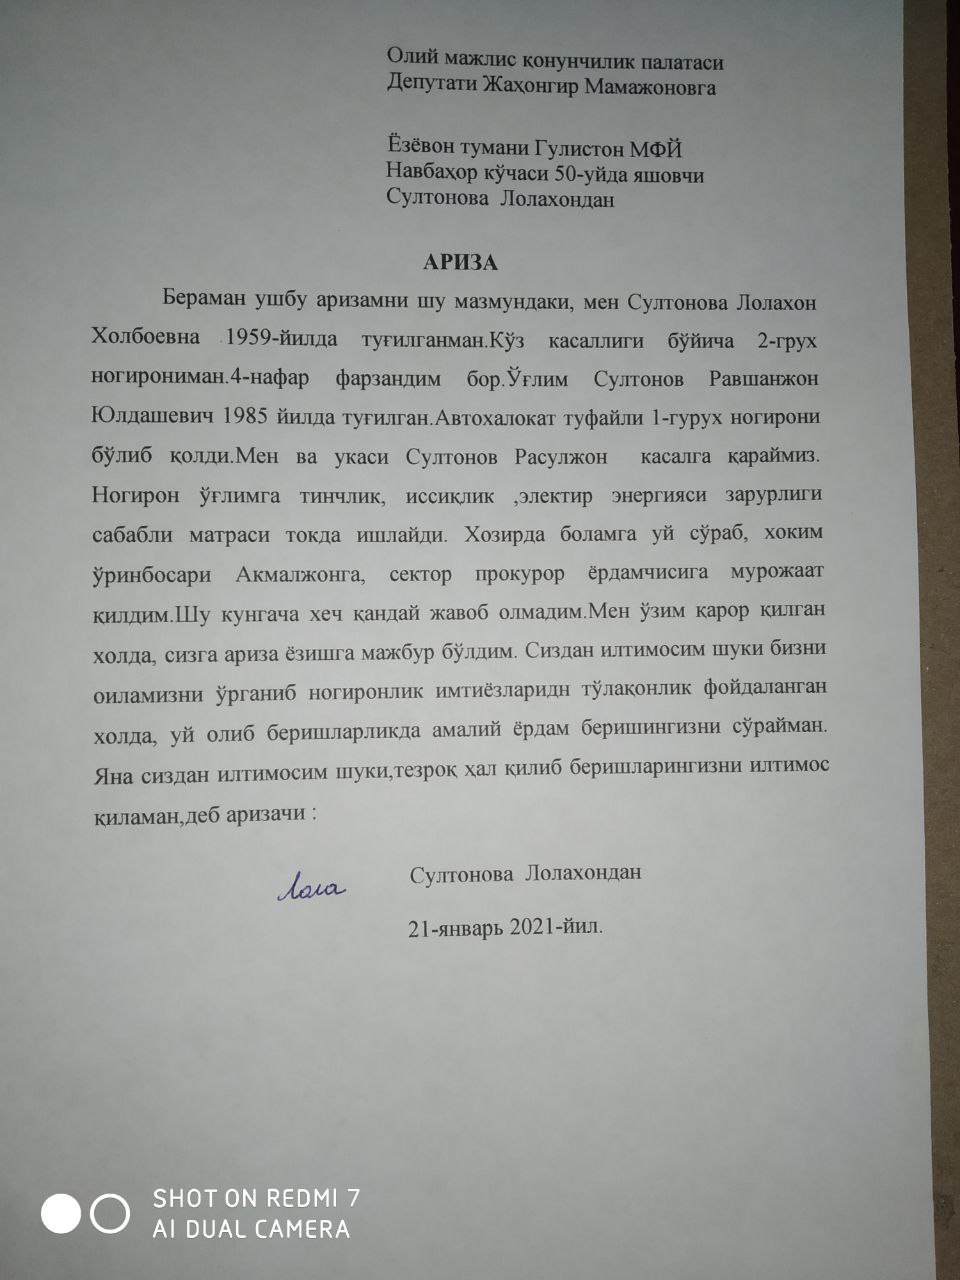 Олий мажлис қонунчилик палатаси
Депутати Жаҳонгир Мамажоновга
Ёзёвон тумани Гулистон МФЙ
Навбаҳор кўчаси 50-уйда яшовчи
Султонова Лолахондан
АРИЗА
Бераман ушбу аризамни шу мазмундаки, мен Султонова Лолахон
Холбоевна 1959-йилда туғилганман.Кўз касаллиги бўйича 2-грух
ногирониман.4-нафар фарзандим бор.Ўғлим Султонов Равшанжон
Юлдашевич 1985 йилда туғилган.Автохалокат туфайли 1-гурух ногирони
бўлиб қолди.Мен ва укаси Султонов Расулжон касалга қараймиз.
Ногирон ўғлимга тинчлик, иссиқлик ,электир энергияси зарурлиги
сабабли матраси токда ишлайди. Хозирда боламга уй сўраб, хоким
ўринбосари Акмалжонга, сектор прокурор ёрдамчисига мурожаат
қилдим.Шу кунгача хеч қандай жавоб олмадим.Мен ўзим қарор қилган
холда, сизга ариза ёзишга мажбур бўлдим. Сиздан илтимосим шуки бизни
оиламизни ўрганиб ногиронлик имтиёзларидн тўлақонлик фойдаланган
холда, уй олиб беришларликда амалий ёрдам беришингизни сўрайман.
Яна сиздан илтимосим шуки,тезроқ ҳал қилиб беришларингизни илтимос
қиламан,деб аризачи :
Лола Султонова Лолахондан
21-январь 2021-йил.
SHOT ON REDMI 7
AI DUAL CAMERA